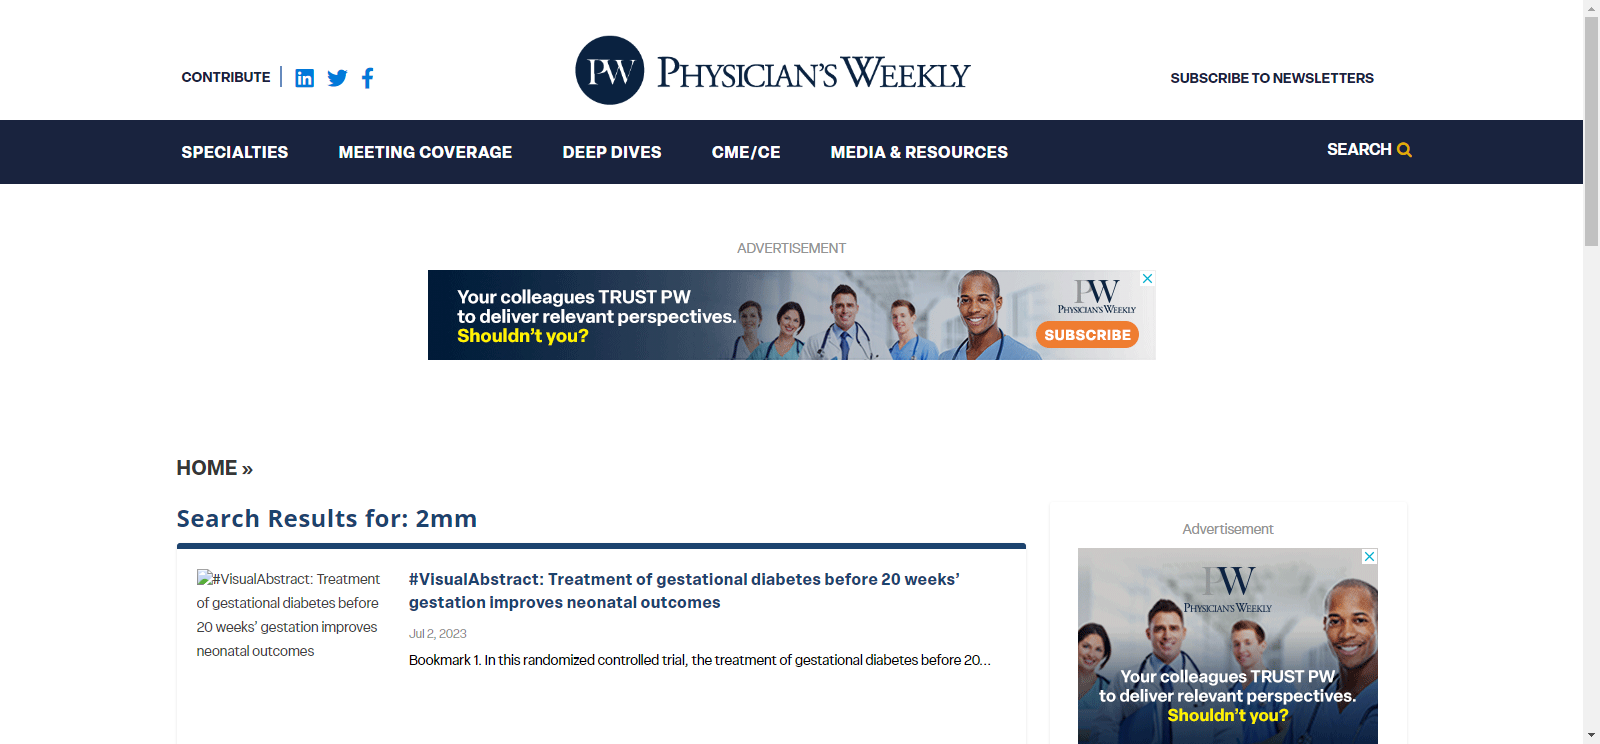 CONTRIBUTE
PW PHYSICIAN'S WEEKLY
SUBSCRIBE TO NEWSLETTERS
SPECIALTIES MEETING COVERAGE DEEP DIVES CME/CE MEDIA & RESOURCES SEARCH
ADVERTISEMENT
Your colleagues TRUST PW
to deliver relevant perspectives.
Shouldn't you?
PW
PHYSICIAN'S WEEKLY
SUBSCRIBE
HOME »
Search Results for: 2mm
#VisualAbstract: Treatment
of gestational diabetes before
20 weeks' gestation improves
neonatal outcomes
#VisualAbstract: Treatment of gestational diabetes before 20 weeks'
gestation improves neonatal outcomes
Jul 2, 2023
Bookmark 1. In this randomized controlled trial, the treatment of gestational diabetes before 20...
Advertisement
PW
PHYSICIAN'S WEEKLY
Your colleagues TRUST PW
to deliver relevant perspectives.
Shouldn't you?